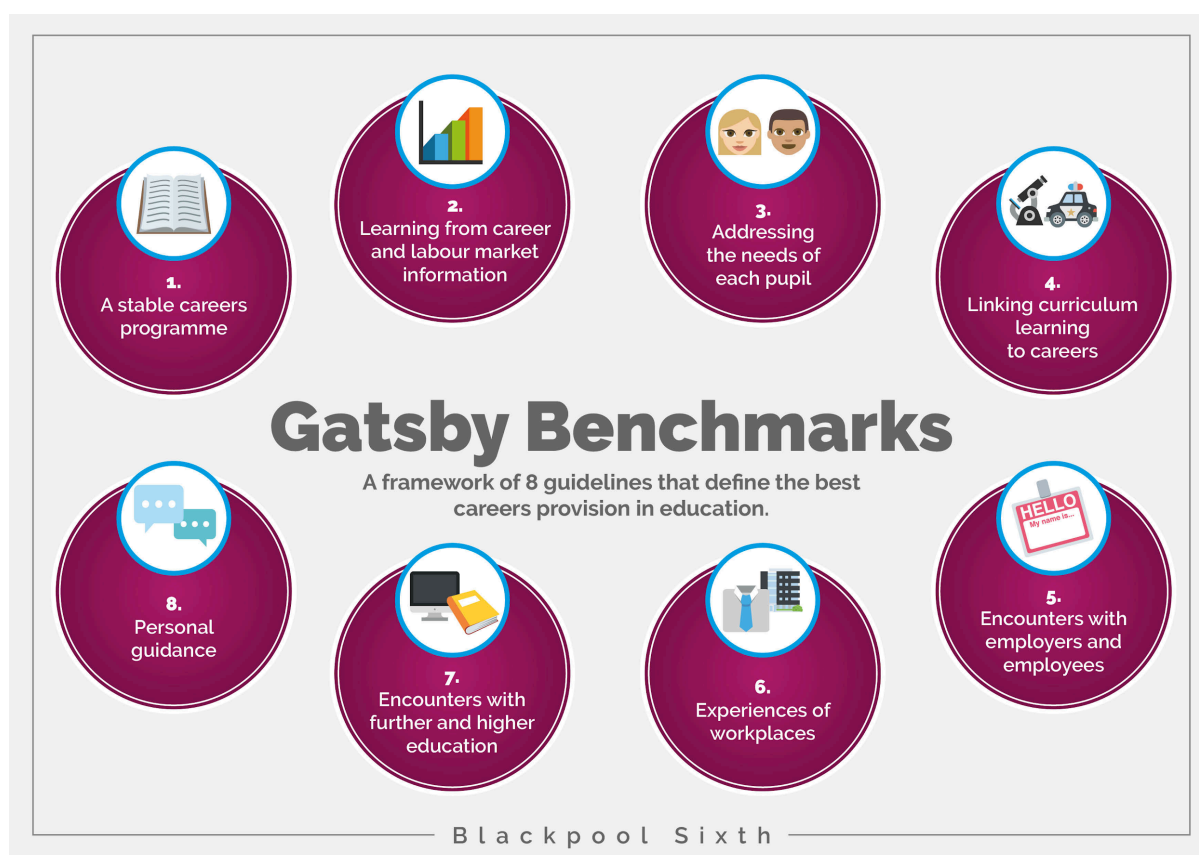 1.
A stable careers
programme
2.
Learning from career
and labour market
information
3.
Addressing
the needs of
each pupil
4.
Linking curriculum
learning
to careers
Gatsby Benchmarks
A framework of 8 guidelines that define the best
careers provision in education.
8.
Personal
guidance
7.
Encounters with
further and higher
education
6.
Experiences of
workplaces
HELLO
My name is...
5.
Encounters with
employers and
employees
Blackpool Sixth